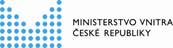 MINISTERSTVO VNITRA
ČESKÉ REPUBLIKY